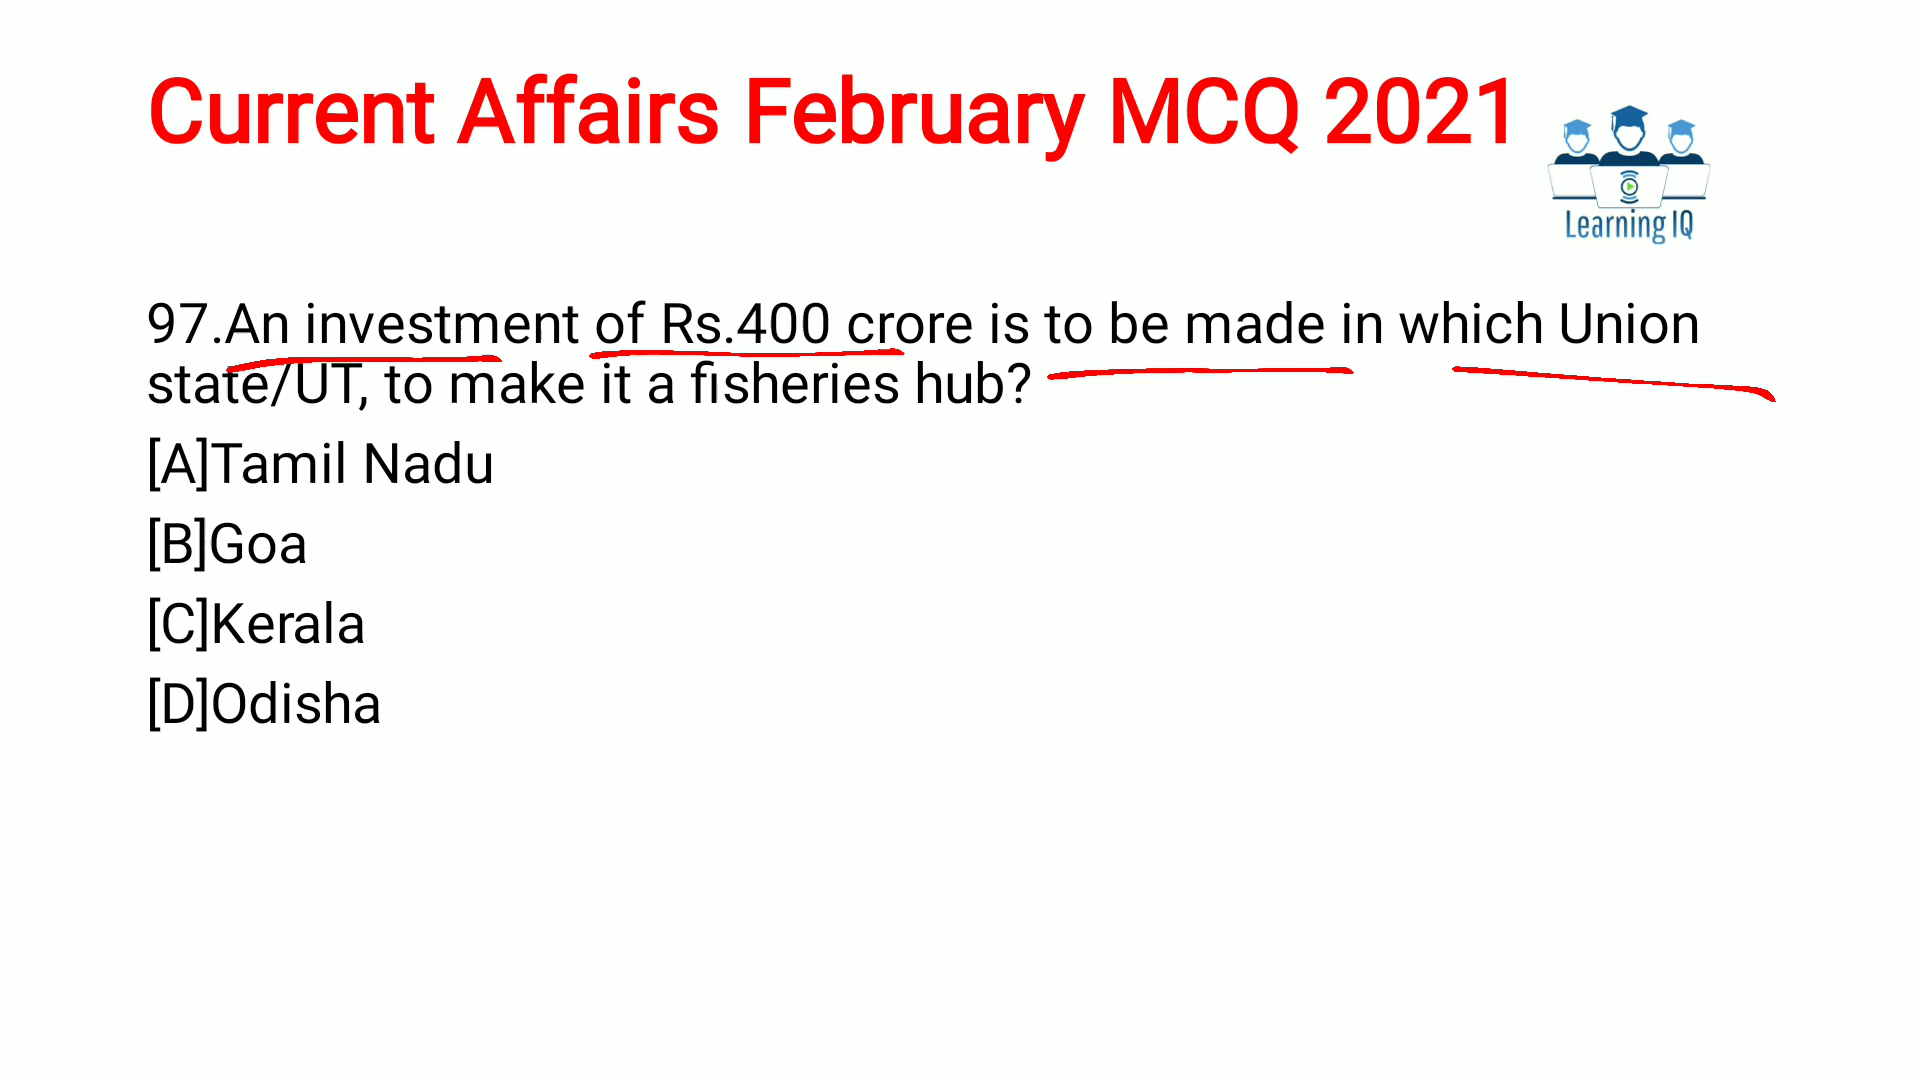 Current Affairs February MCQ 2021
Learning IQ
97.An investment of Rs.400 crore is to be made in which Union
state/UT, to make it a fisheries hub?
[A]Tamil Nadu
[B]Goa
[C]Kerala
[D]Odisha